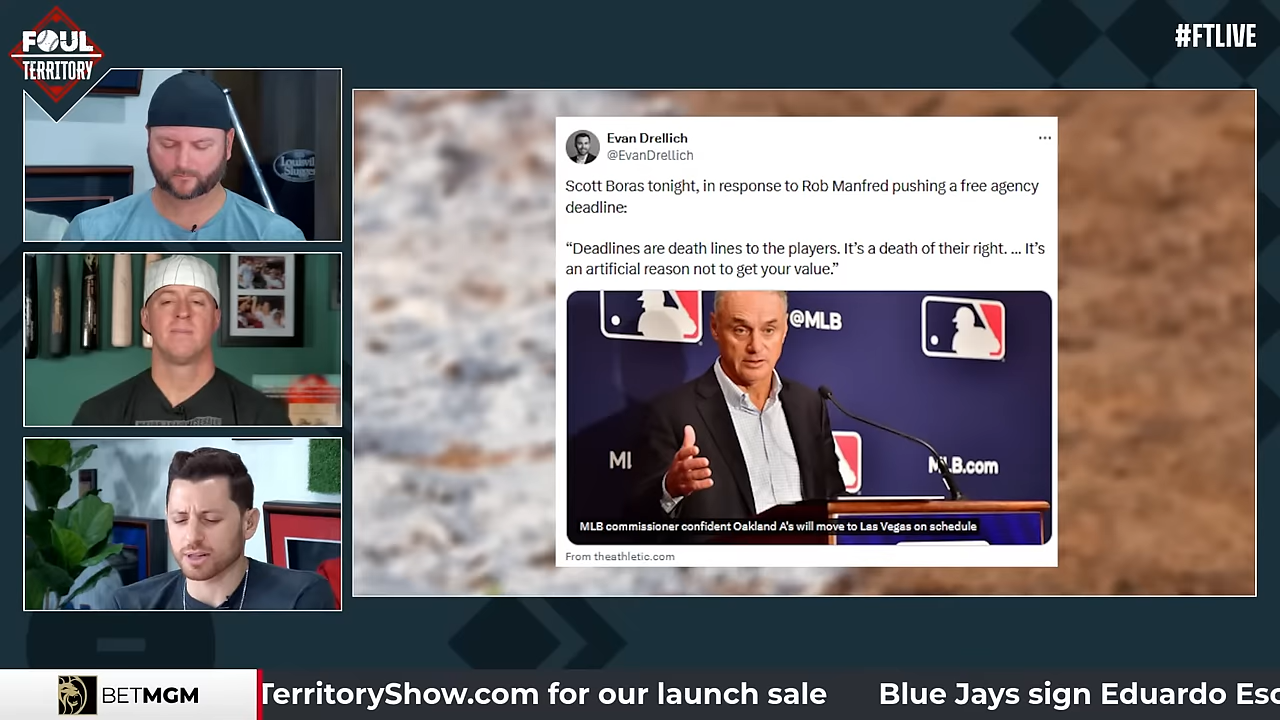 FOUL
TERRITORY
#FTLIVE
Louisville
Slugger
Evan Drellich
@EvanDrellich
Scott Boras tonight, in response to Rob Manfred pushing a free agency
deadline:
“Deadlines are death lines to the players. It’s a death of their right. ... It’s
an artificial reason not to get your value.”
@MLB
MLB.com
MLB commissioner confident Oakland A's will move to Las Vegas on schedule
From theathletic.com
BETMGM
TerritoryShow.com for our launch sale
Blue Jays sign Eduardo Esc